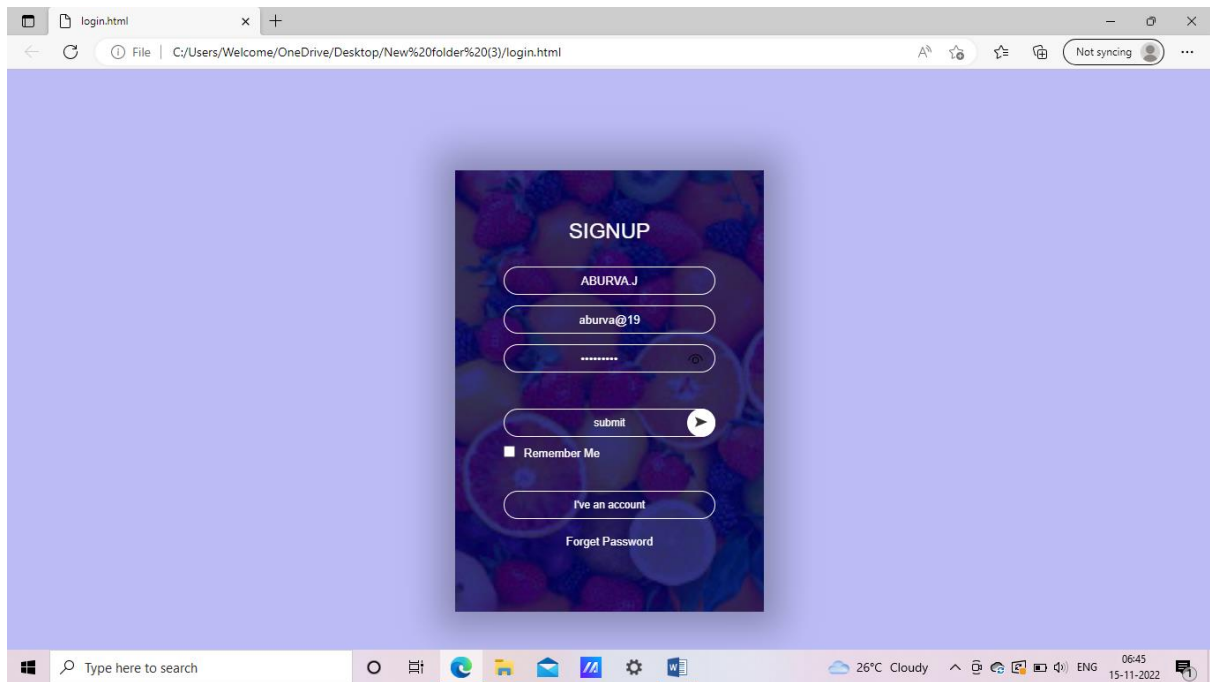 login.html
File | C:/Users/Welcome/OneDrive/Desktop/New%20folder%20(3)/login.html
Not syncing
SIGNUP
ABURVA.J
aburva@19
•••••••••
submit
Remember Me
I've an account
Forget Password
Type here to search
26°C Cloudy
ENG
06:45
15-11-2022